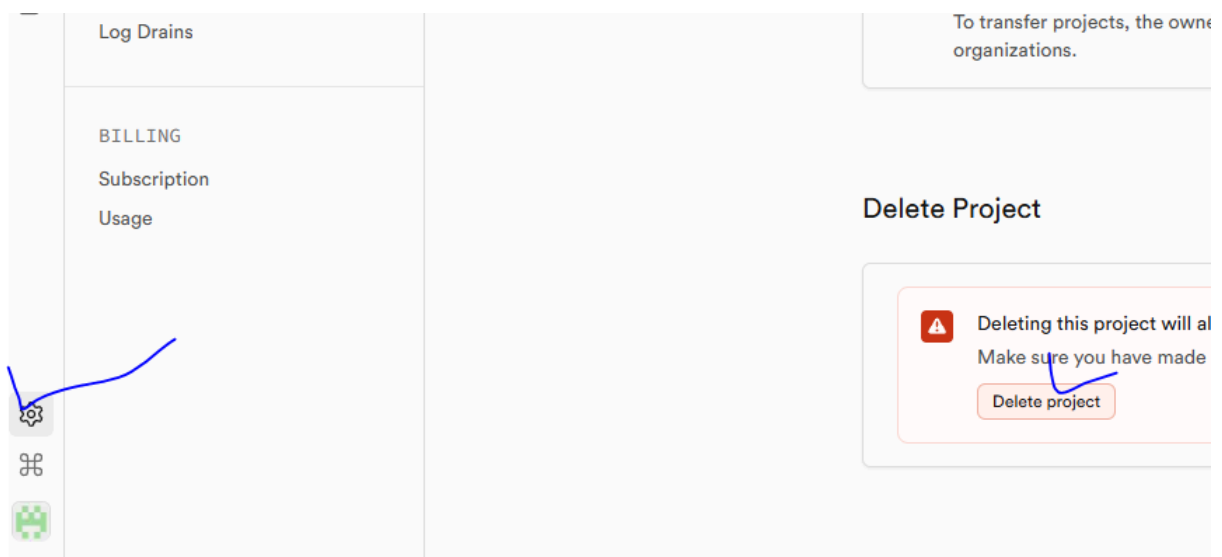 Log Drains
BILLING
Subscription
Usage
To transfer projects, the owne
organizations.
Delete Project
Deleting this project will al
Make sure you have made
Delete project